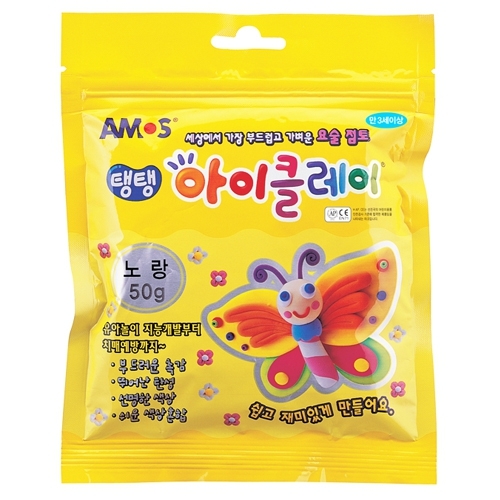 만 3세이상
AMOS
세상에서 가장 부드럽고 가벼운 요술 점토
탱탱 아이클레이
CE
노랑
50g
유아놀이 지능개발부터
치매예방까지~
· 부드러운 촉감
· 뛰어난 탄성
· 선명한 색상
· 쉬운 색상혼합
쉽고 재미있게 만들어요.